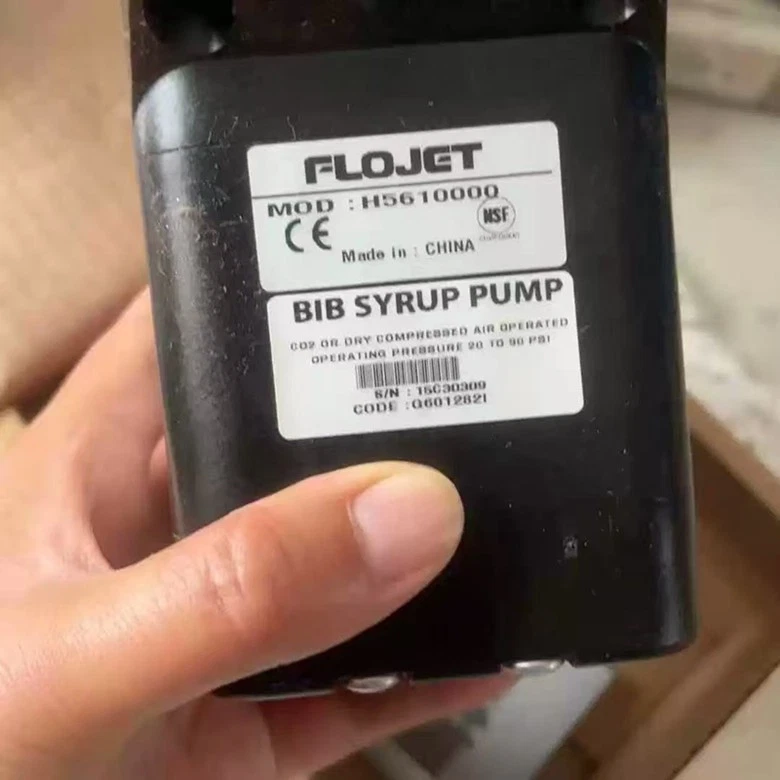 FLOJET
MOD : H5610000
NSF
CE
Made in : CHINA
BIB SYRUP PUMP
CO2 OR DRY COMPRESSED AIR OPERATED
OPERATING PRESSURE 20 TO 90 PSI
S/N : 15C30309
CODE : Q601282I